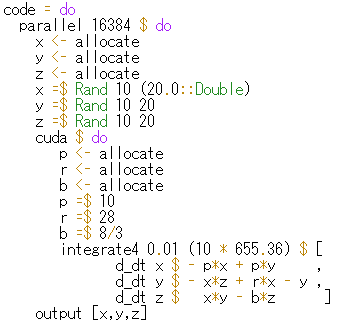 code = do
  parallel 16384 $ do
    x <- allocate
    y <- allocate
    z <- allocate
    x =$ Rand 10 (20.0::Double)
    y =$ Rand 10 20
    z =$ Rand 10 20
    cuda $ do
       p <- allocate
       r <- allocate
       b <- allocate
       p =$ 10
       r =$ 28
       b =$ 8/3
       integrate4 0.01 (10 * 655.36) $ [
              d_dt x $ - p*x + p*y     ,
              d_dt y $ - x*z + r*x - y ,
              d_dt z $   x*y - b*z      ]
    output [x,y,z]